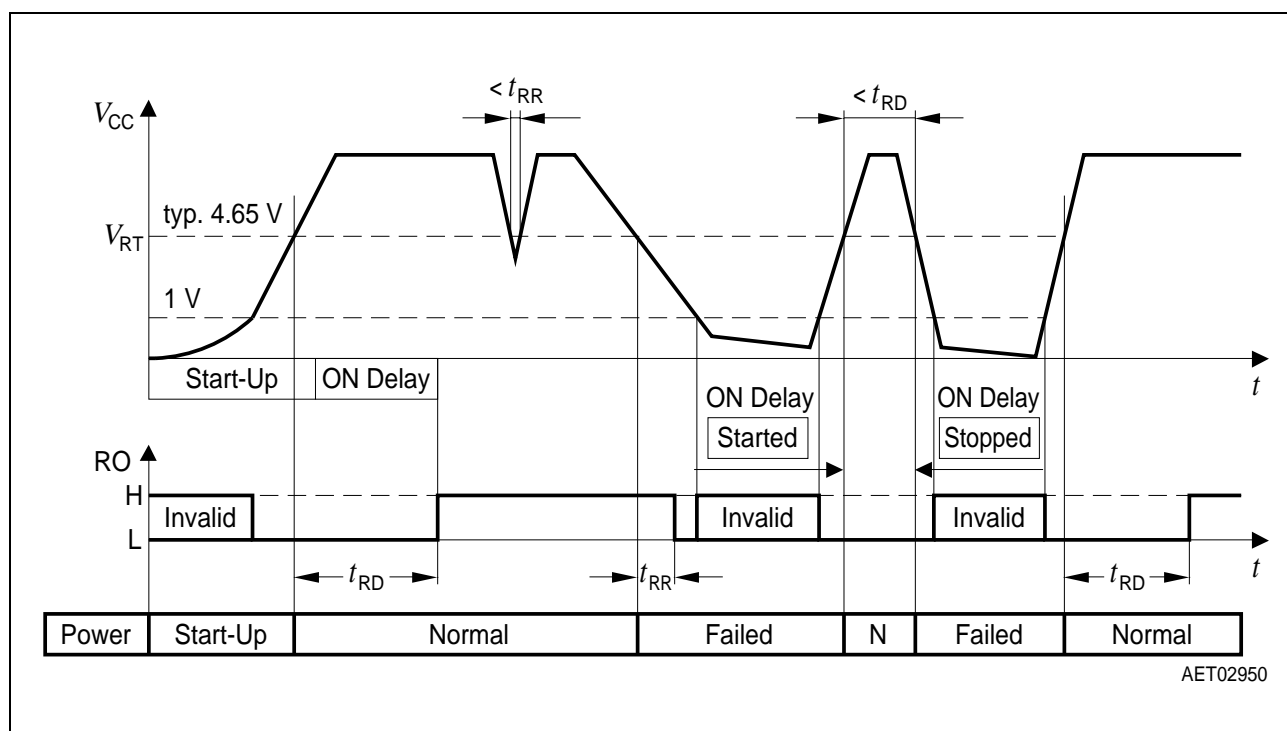 < tRR
< tRD
VCC
typ. 4.65 V
VRT
1 V
Start-Up
ON Delay
t
ON Delay
Started
ON Delay
Stopped
RO
H
Invalid
Invalid
Invalid
L
t
tRD
tRR
tRD
Power
Start-Up
Normal
Failed
N
Failed
Normal
AET02950